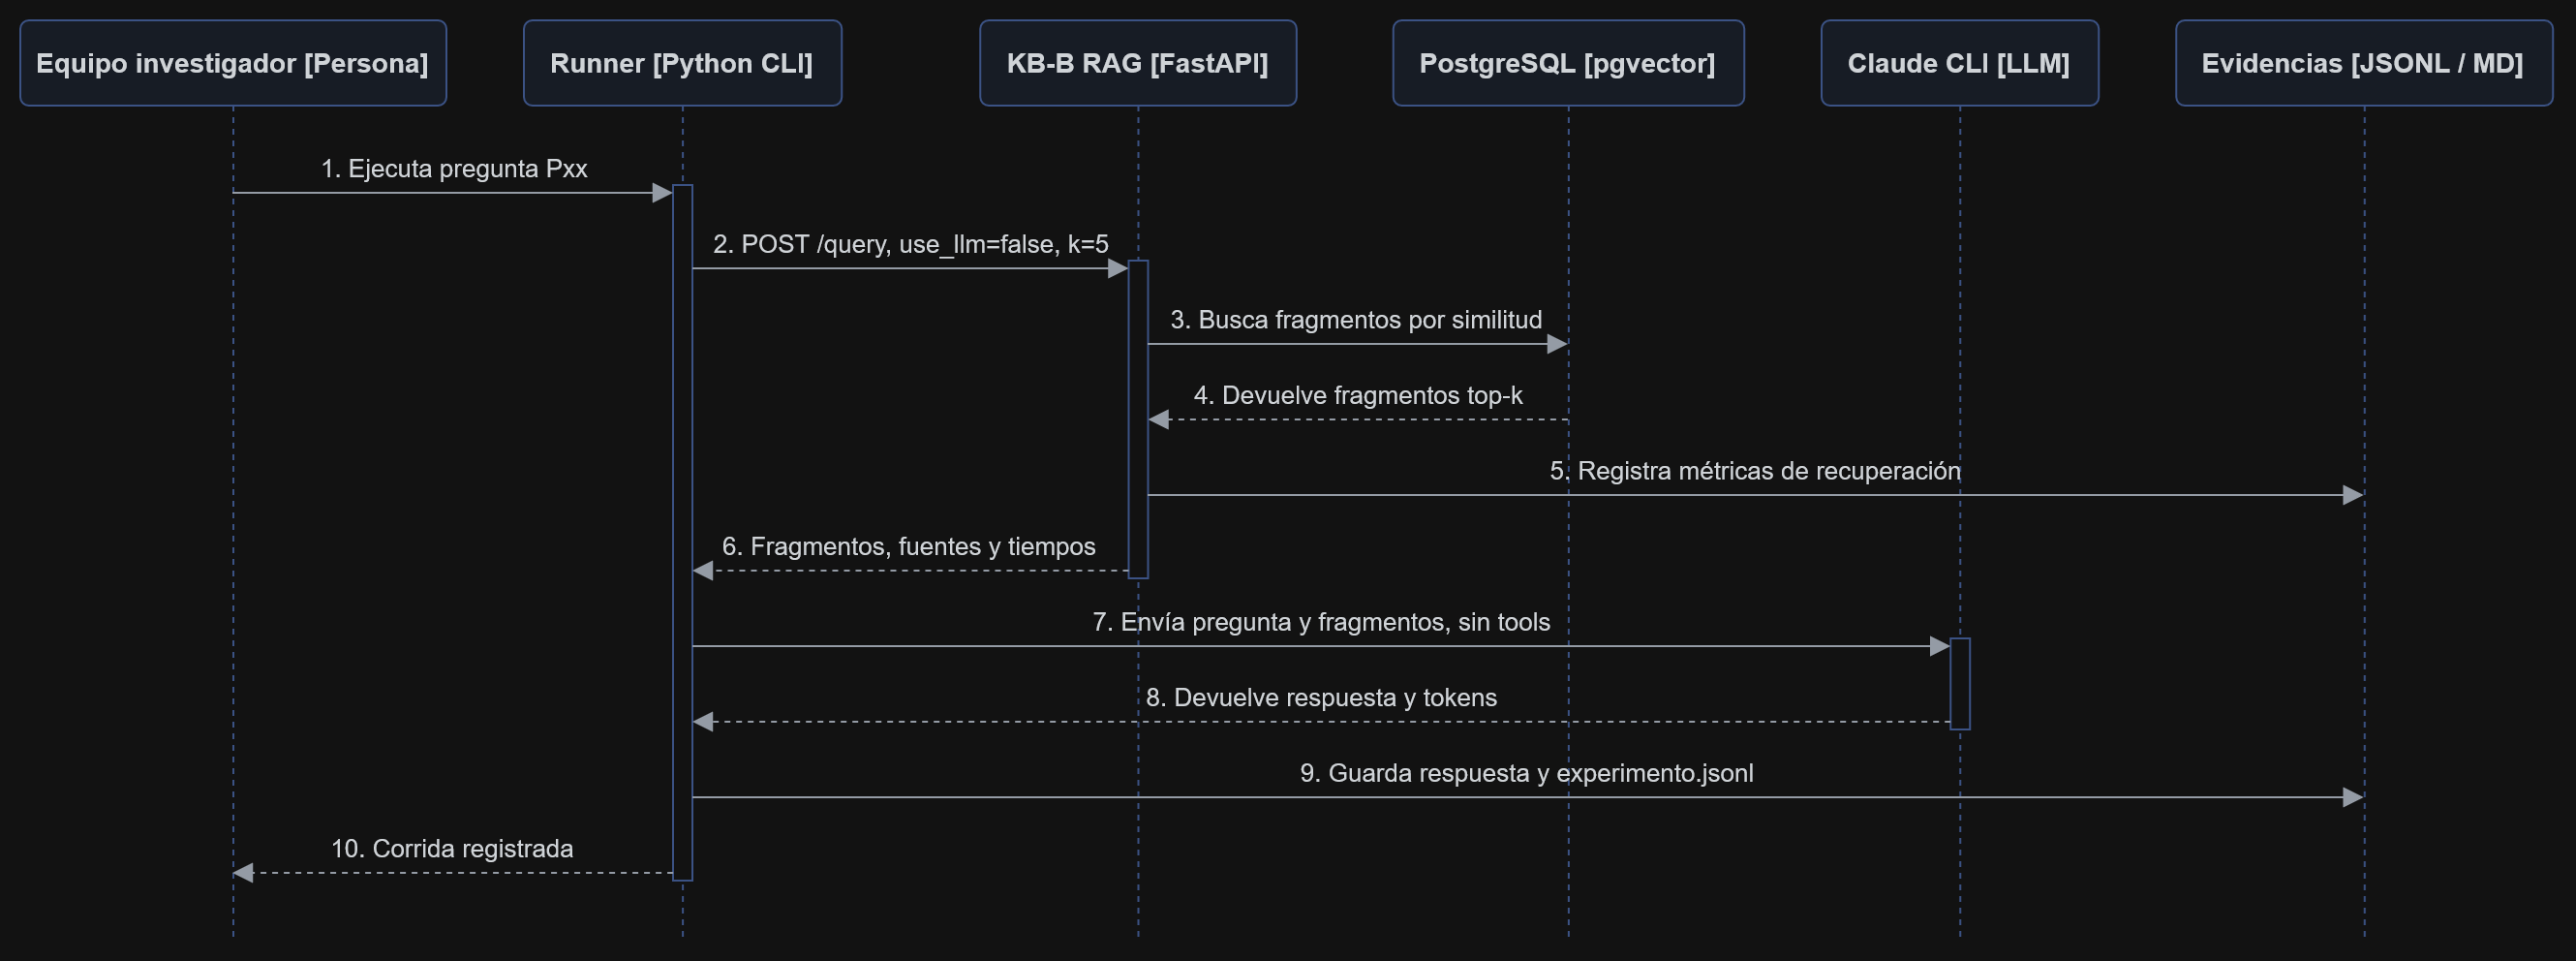 Equipo investigador [Persona]
Runner [Python CLI]
KB-B RAG [FastAPI]
PostgreSQL [pgvector]
Claude CLI [LLM]
Evidencias [JSONL / MD]
1. Ejecuta pregunta Pxx
2. POST /query, use_llm=false, k=5
3. Busca fragmentos por similitud
4. Devuelve fragmentos top-k
5. Registra métricas de recuperación
6. Fragmentos, fuentes y tiempos
7. Envía pregunta y fragmentos, sin tools
8. Devuelve respuesta y tokens
9. Guarda respuesta y experimento.jsonl
10. Corrida registrada